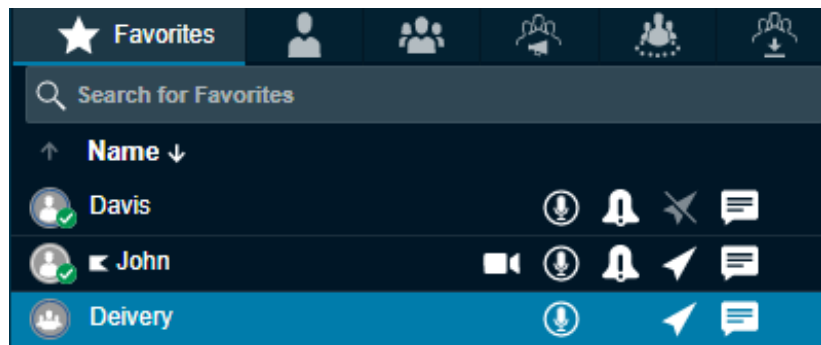 Favorites
Search for Favorites
Name
Davis
John
Deivery